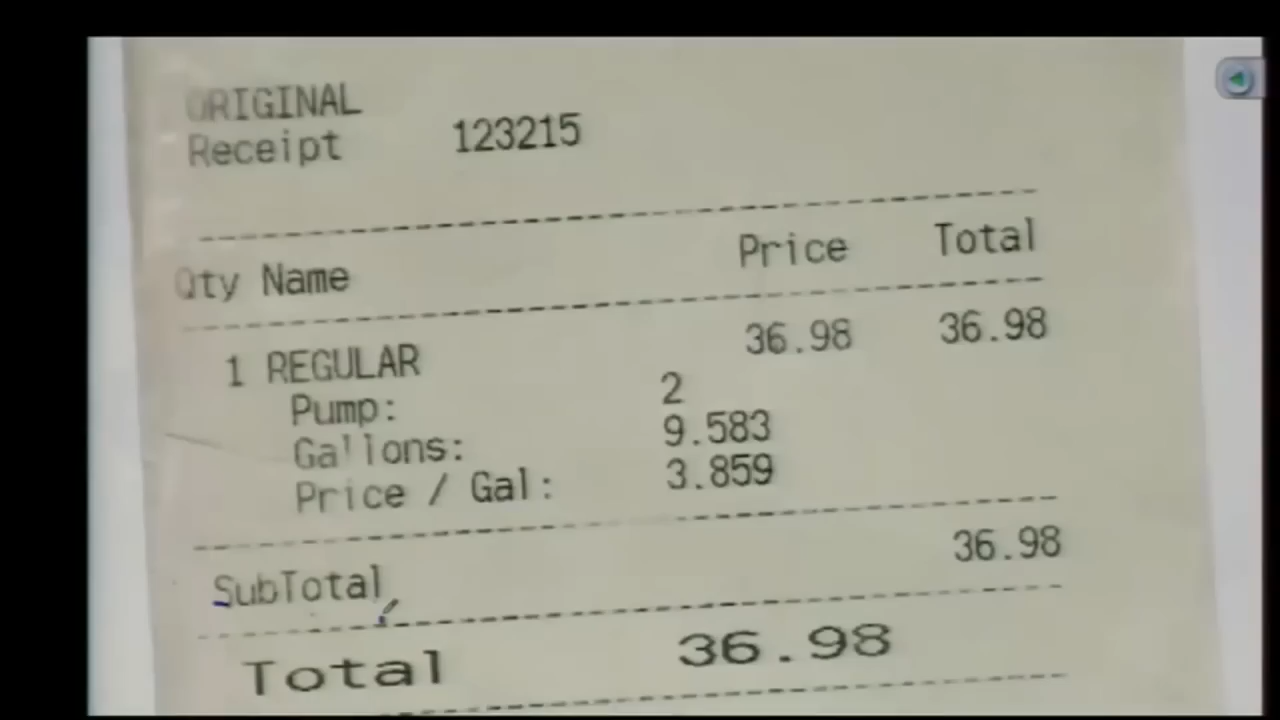 ORIGINAL
Receipt 123215
Qty Name Price Total
1 REGULAR 36.98 36.98
Pump: 2
Gallons: 9.583
Price / Gal: 3.859
SubTotal 36.98
Total 36.98